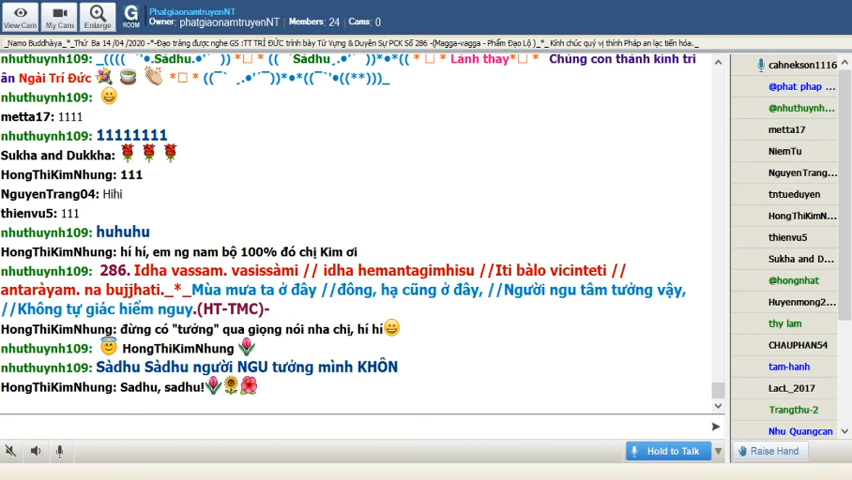 View Cam
My Cam
Enlarge
G
ROOM
PhatgiaonamtruyenNT
Owner: phatgiaonamtruyenNT | Members: 24 | Cams: 0
_Namo Buddhàya_*_Thứ Ba 14 /04 /2020 -*-Đạo tràng được nghe GS :TT TRÍ ĐỨC trình bày Từ Vựng & Duyên Sự PCK Số 286 -(Magga-vagga - Phẩm Đạo Lộ )_*_ Kính chúc quý vị thính Pháp an lạc tiến hóa._
nhuthuynh109: Lành thay Chúng con thành kính tri
ân Ngài Trí Đức
nhuthuynh109:
metta17: 1111
nhuthuynh109: 11111111
Sukha and Dukkha:
HongThiKimNhung: 111
NguyenTrang04: Hihi
thienvu5: 111
nhuthuynh109: huhuhu
HongThiKimNhung: hí hí, em ng nam bộ 100% đó chị Kim ơi
nhuthuynh109: 286. Idha vassam. vasissàmi // idha hemantagimhisu //Iti bàlo vicinteti //
antaràyam. na bujjhati._*_Mùa mưa ta ở đây //đông, hạ cũng ở đây, //Người ngu tâm tưởng vậy,
//Không tự giác hiểm nguy.(HT-TMC)-
HongThiKimNhung: đừng có "tưởng" qua giọng nói nha chị, hí hí
nhuthuynh109: HongThiKimNhung
nhuthuynh109: Sàdhu Sàdhu người NGU tưởng mình KHÔN
HongThiKimNhung: Sadhu, sadhu!
cahnekson1116
@phat phap ...
@nhuthuynh...
metta17
NiemTu
NguyenTrang...
tntueduyen
HongThiKimN...
thienvu5
Sukha and D...
@hongnhat
Huyenmong2...
thy lam
CHAUPHAN54
tam-hanh
LacL_2017
Trangthu-2
Nhu Quangcan
Hold to Talk
Raise Hand